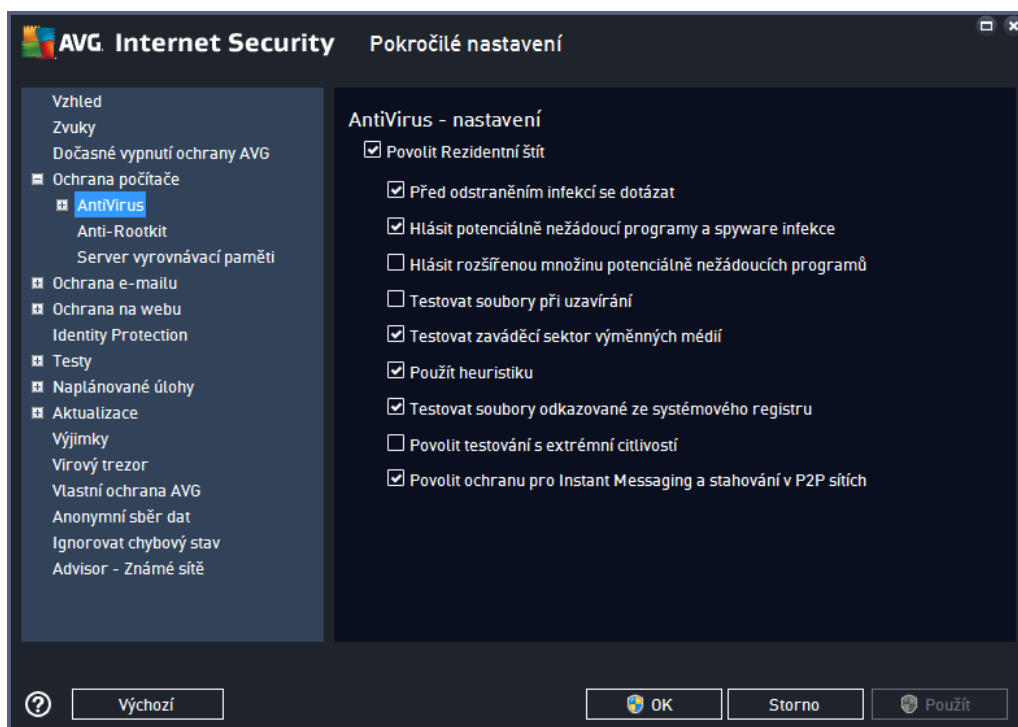 AVG. Internet Security Pokročilé nastavení
Vzhled
Zvuky
Dočasné vypnutí ochrany AVG
Ochrana počítače
AntiVirus
Anti-Rootkit
Server vyrovnávací paměti
Ochrana e-mailu
Ochrana na webu
Identity Protection
Testy
Naplánované úlohy
Aktualizace
Výjimky
Virový trezor
Vlastní ochrana AVG
Anonymní sběr dat
Ignorovat chybový stav
Advisor - Známé sítě
AntiVirus - nastavení
Povolit Rezidentní štít
Před odstraněním infekcí se dotázat
Hlásit potenciálně nežádoucí programy a spyware infekce
Hlásit rozšířenou množinu potenciálně nežádoucích programů
Testovat soubory při uzavírání
Testovat zaváděcí sektor výměnných médií
Použít heuristiku
Testovat soubory odkazované ze systémového registru
Povolit testování s extrémní citlivostí
Povolit ochranu pro Instant Messaging a stahování v P2P sítích
Výchozí
OK
Storno
Použít